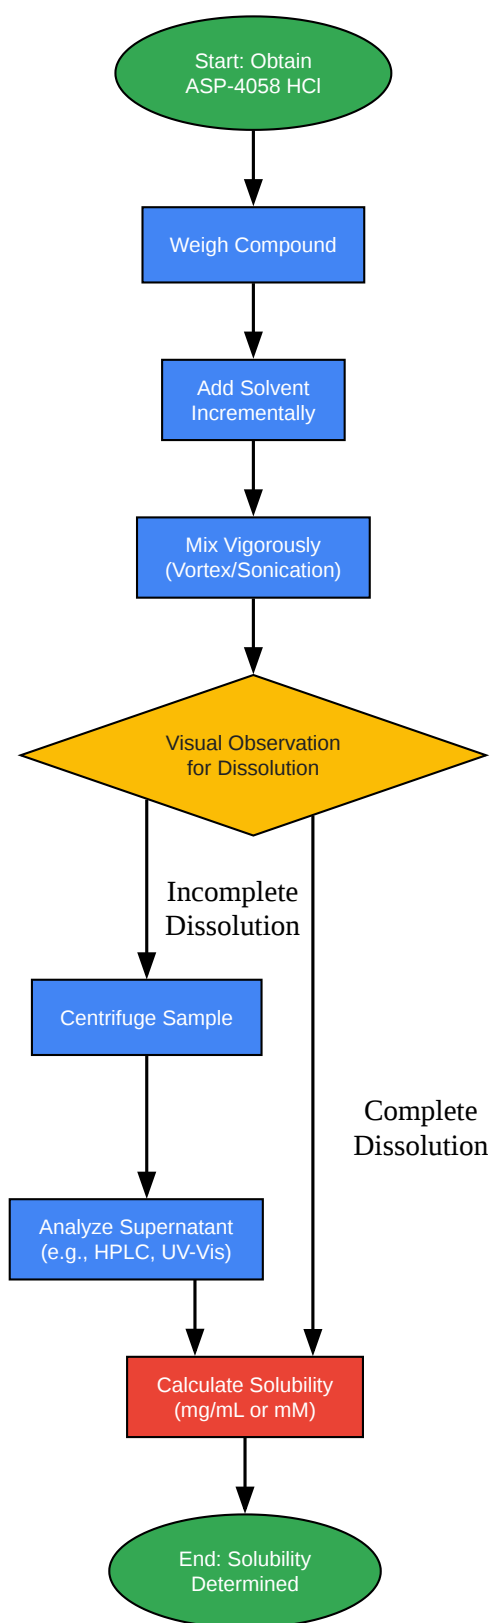 Start: Obtain
ASP-4058 HCl
Weigh Compound
Add Solvent
Incrementally
Mix Vigorously
(Vortex/Sonication)
Visual Observation
for Dissolution
Incomplete
Dissolution
Centrifuge Sample
Complete
Dissolution
Analyze Supernatant
(e.g., HPLC, UV-Vis)
Calculate Solubility
(mg/mL or mM)
End: Solubility
Determined